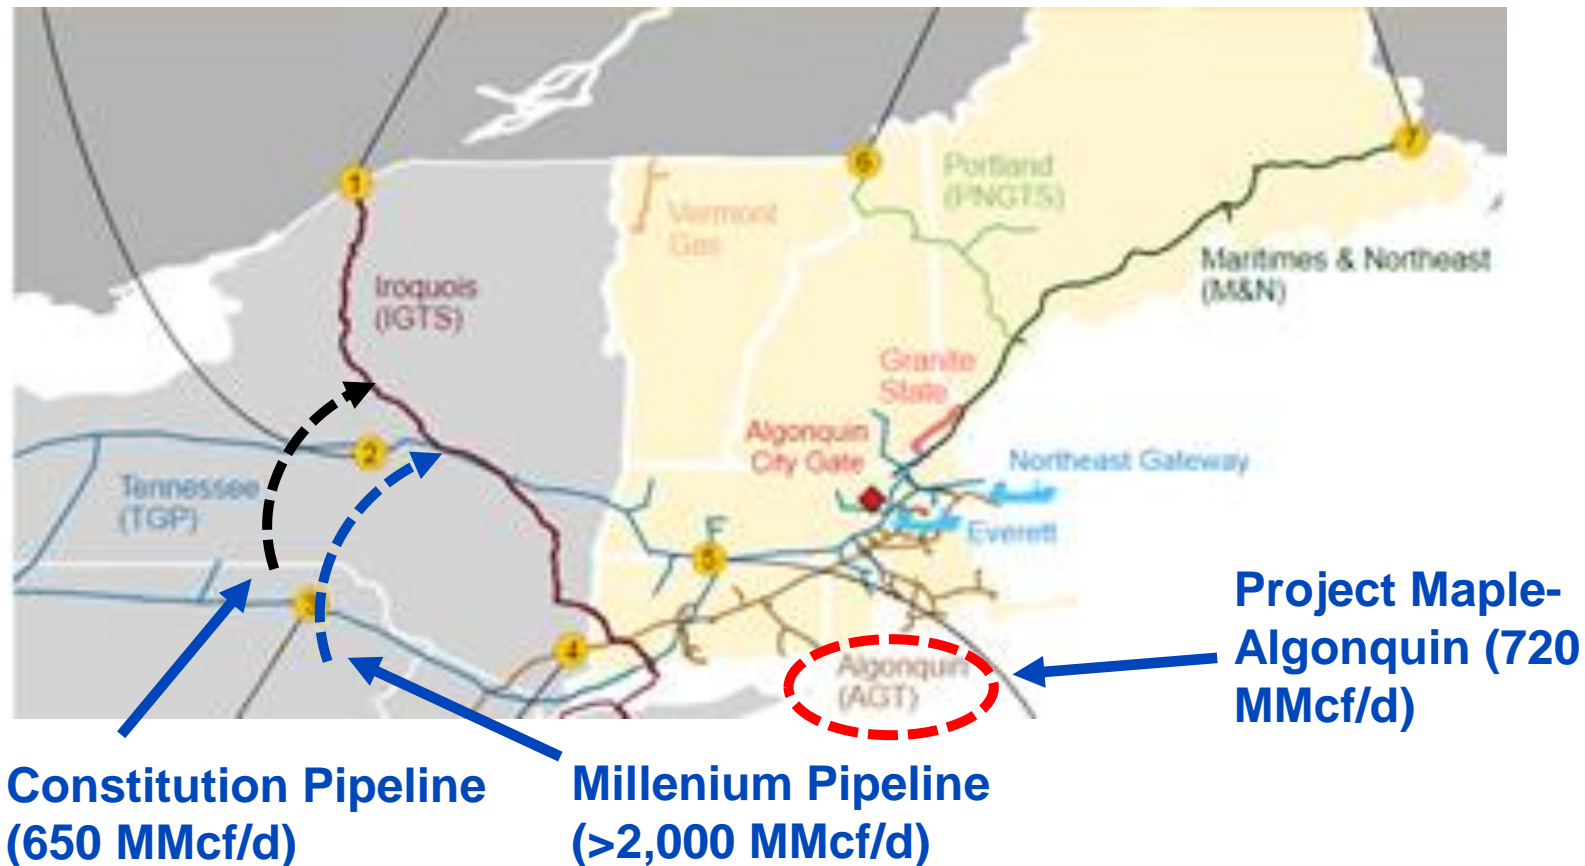 1
6
7
Portland
(PNGTS)
Vermont
Gas
Maritimes & Northeast
(M&N)
Iroquois
(IGTS)
Granite
State
Algonquin
City Gate
2
Northeast Gateway
Tennessee
(TGP)
Everett
5
3
4
Algonquin
(AGT)
Project Maple-
Algonquin (720
MMcf/d)
Constitution Pipeline
(650 MMcf/d)
Millenium Pipeline
(>2,000 MMcf/d)